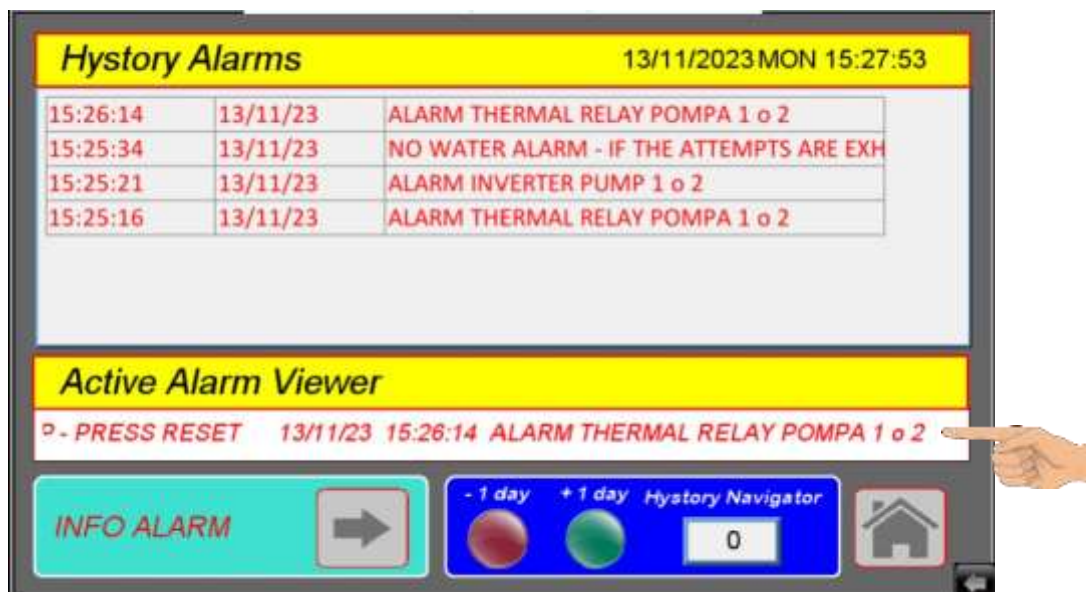 Hystory Alarms 13/11/2023 MON 15:27:53
15:26:14 13/11/23 ALARM THERMAL RELAY POMPA 1 o 2
15:25:34 13/11/23 NO WATER ALARM - IF THE ATTEMPTS ARE EXH
15:25:21 13/11/23 ALARM INVERTER PUMP 1 o 2
15:25:16 13/11/23 ALARM THERMAL RELAY POMPA 1 o 2
Active Alarm Viewer
P - PRESS RESET 13/11/23 15:26:14 ALARM THERMAL RELAY POMPA 1 o 2
- 1 day + 1 day Hystory Navigator
INFO ALARM 0